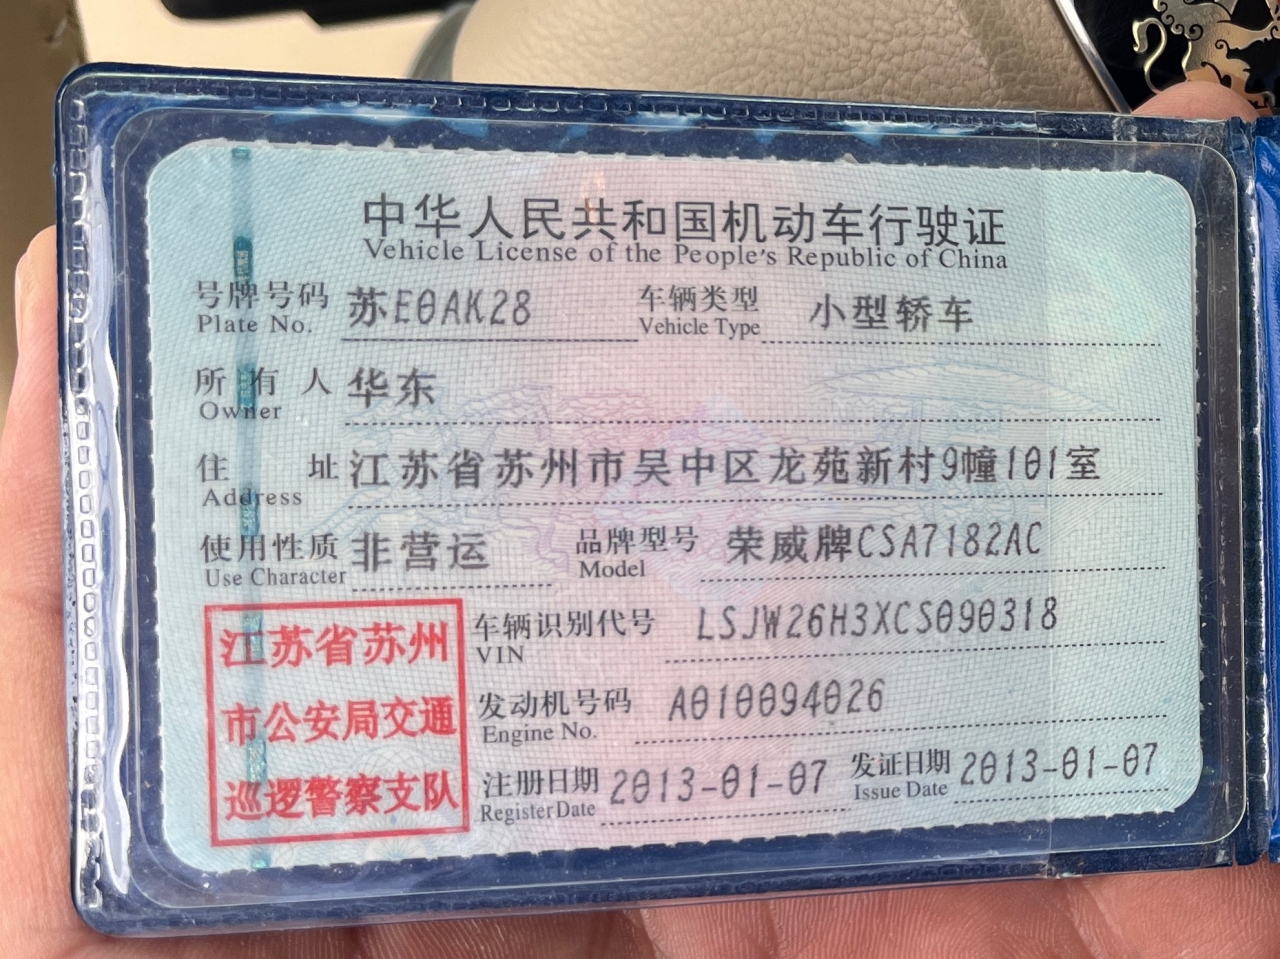 中华人民共和国机动车行驶证
Vehicle License of the People's Republic of China
号牌号码 苏E0AK28 车辆类型 小型轿车
Plate No. Vehicle Type
所有人 华东
Owner
住址 江苏省苏州市吴中区龙苑新村9幢101室
Address
使用性质 非营运 品牌型号 荣威牌CSA7182AC
Use Character Model
江苏省苏州
市公安局交通
巡逻警察支队
车辆识别代号 LSJW26H3XCS090318
VIN
发动机号码 A010094026
Engine No.
注册日期 2013-01-07 发证日期 2013-01-07
Register Date Issue Date